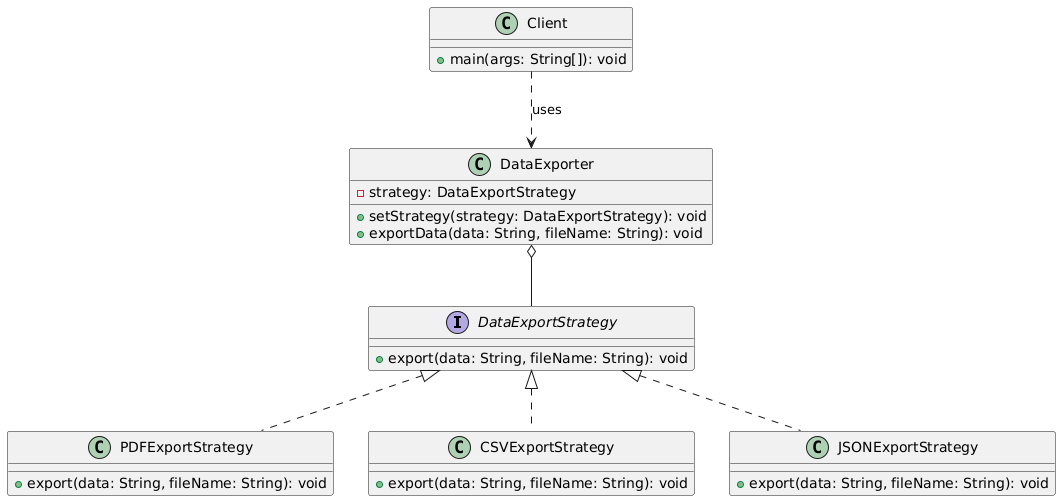 C Client
main(args: String[]): void
uses
C DataExporter
strategy: DataExportStrategy
setStrategy(strategy: DataExportStrategy): void
exportData(data: String, fileName: String): void
I DataExportStrategy
export(data: String, fileName: String): void
C PDFExportStrategy
export(data: String, fileName: String): void
C CSVExportStrategy
export(data: String, fileName: String): void
C JSONExportStrategy
export(data: String, fileName: String): void